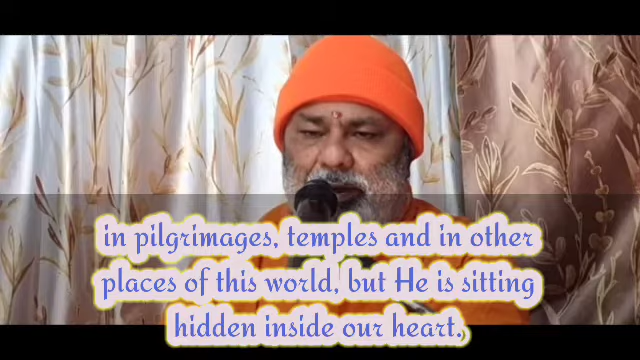 in pilgrimages, temples and in other
places of this world, but He is sitting
hidden inside our heart.